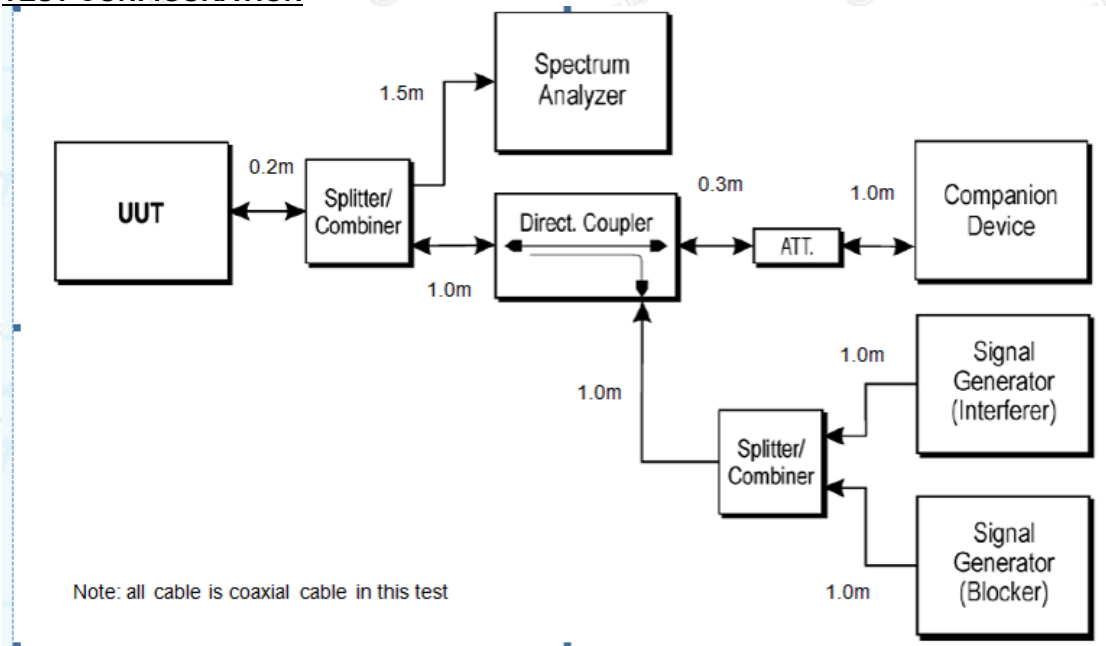 TEST CONFIGURATION
Spectrum
Analyzer
1.5m
UUT
0.2m
Splitter/
Combiner
1.0m
Direct. Coupler
0.3m
ATT.
1.0m
Companion
Device
1.0m
Splitter/
Combiner
1.0m
Signal
Generator
(Interferer)
1.0m
Signal
Generator
(Blocker)
Note: all cable is coaxial cable in this test